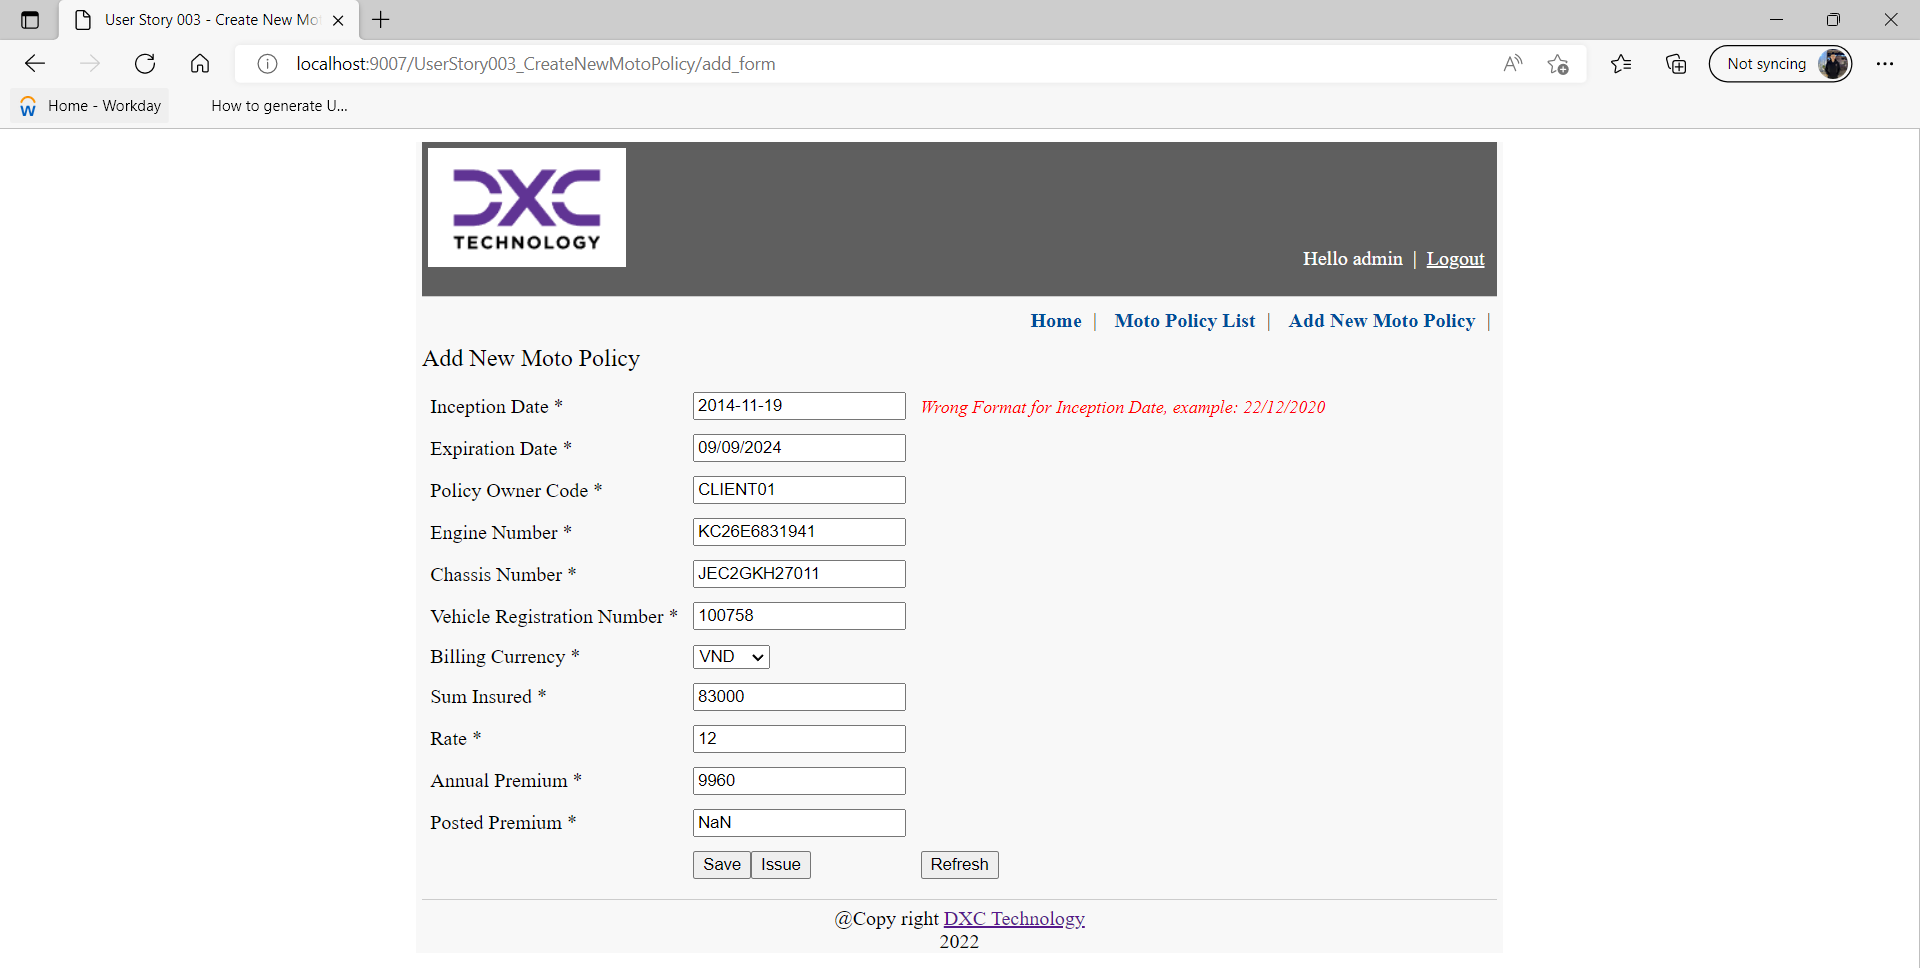 User Story 003 - Create New Mo
localhost:9007/UserStory003_CreateNewMotoPolicy/add_form
Not syncing
Home - Workday
How to generate U...
DXC
TECHNOLOGY
Hello admin | Logout
Home | Moto Policy List | Add New Moto Policy |
Add New Moto Policy
Inception Date * 2014-11-19 Wrong Format for Inception Date, example: 22/12/2020
Expiration Date * 09/09/2024
Policy Owner Code * CLIENT01
Engine Number * KC26E6831941
Chassis Number * JEC2GKH27011
Vehicle Registration Number * 100758
Billing Currency * VND
Sum Insured * 83000
Rate * 12
Annual Premium * 9960
Posted Premium * NaN
Save Issue Refresh
@Copy right DXC Technology
2022